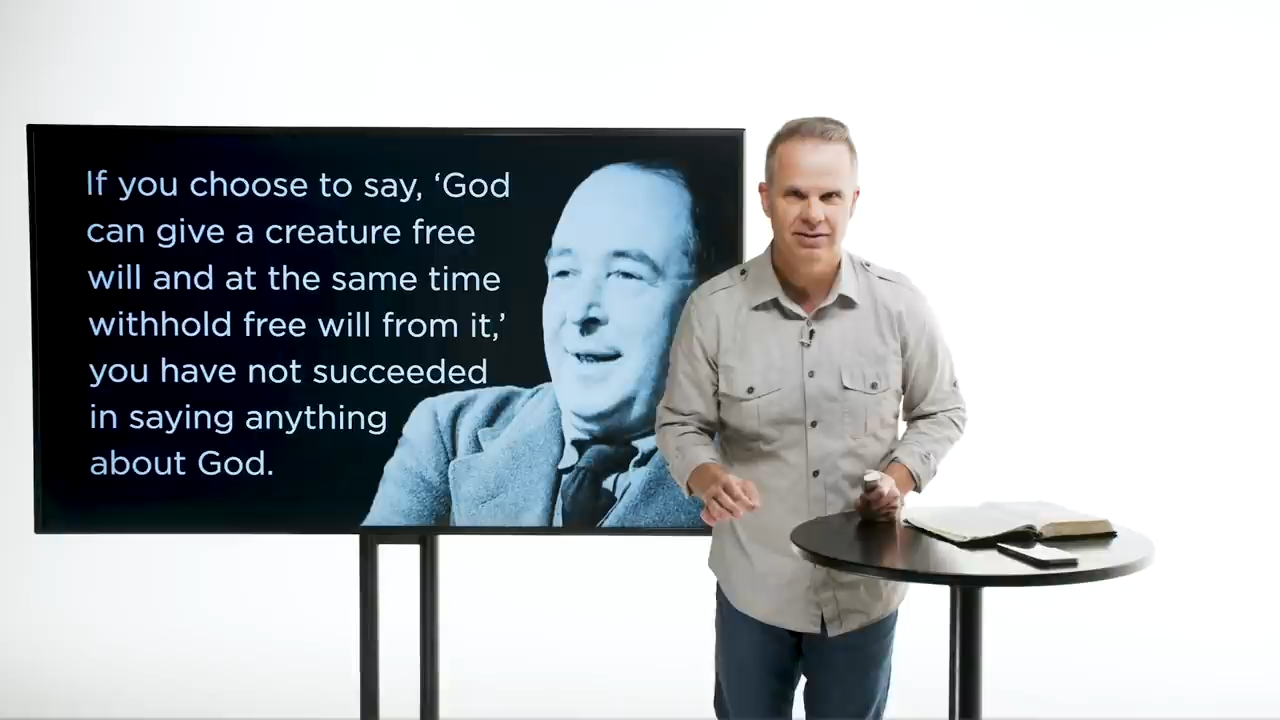 If you choose to say, ‘God
can give a creature free
will and at the same time
withhold free will from it,’
you have not succeeded
in saying anything
about God.